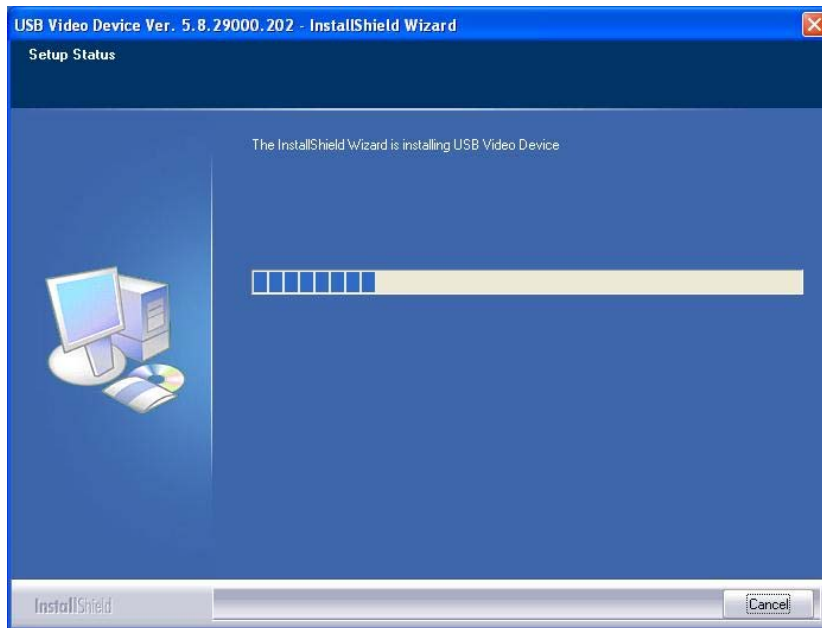 USB Video Device Ver. 5.8.29000.202 - InstallShield Wizard
Setup Status
The InstallShield Wizard is installing USB Video Device
InstallShield
Cancel